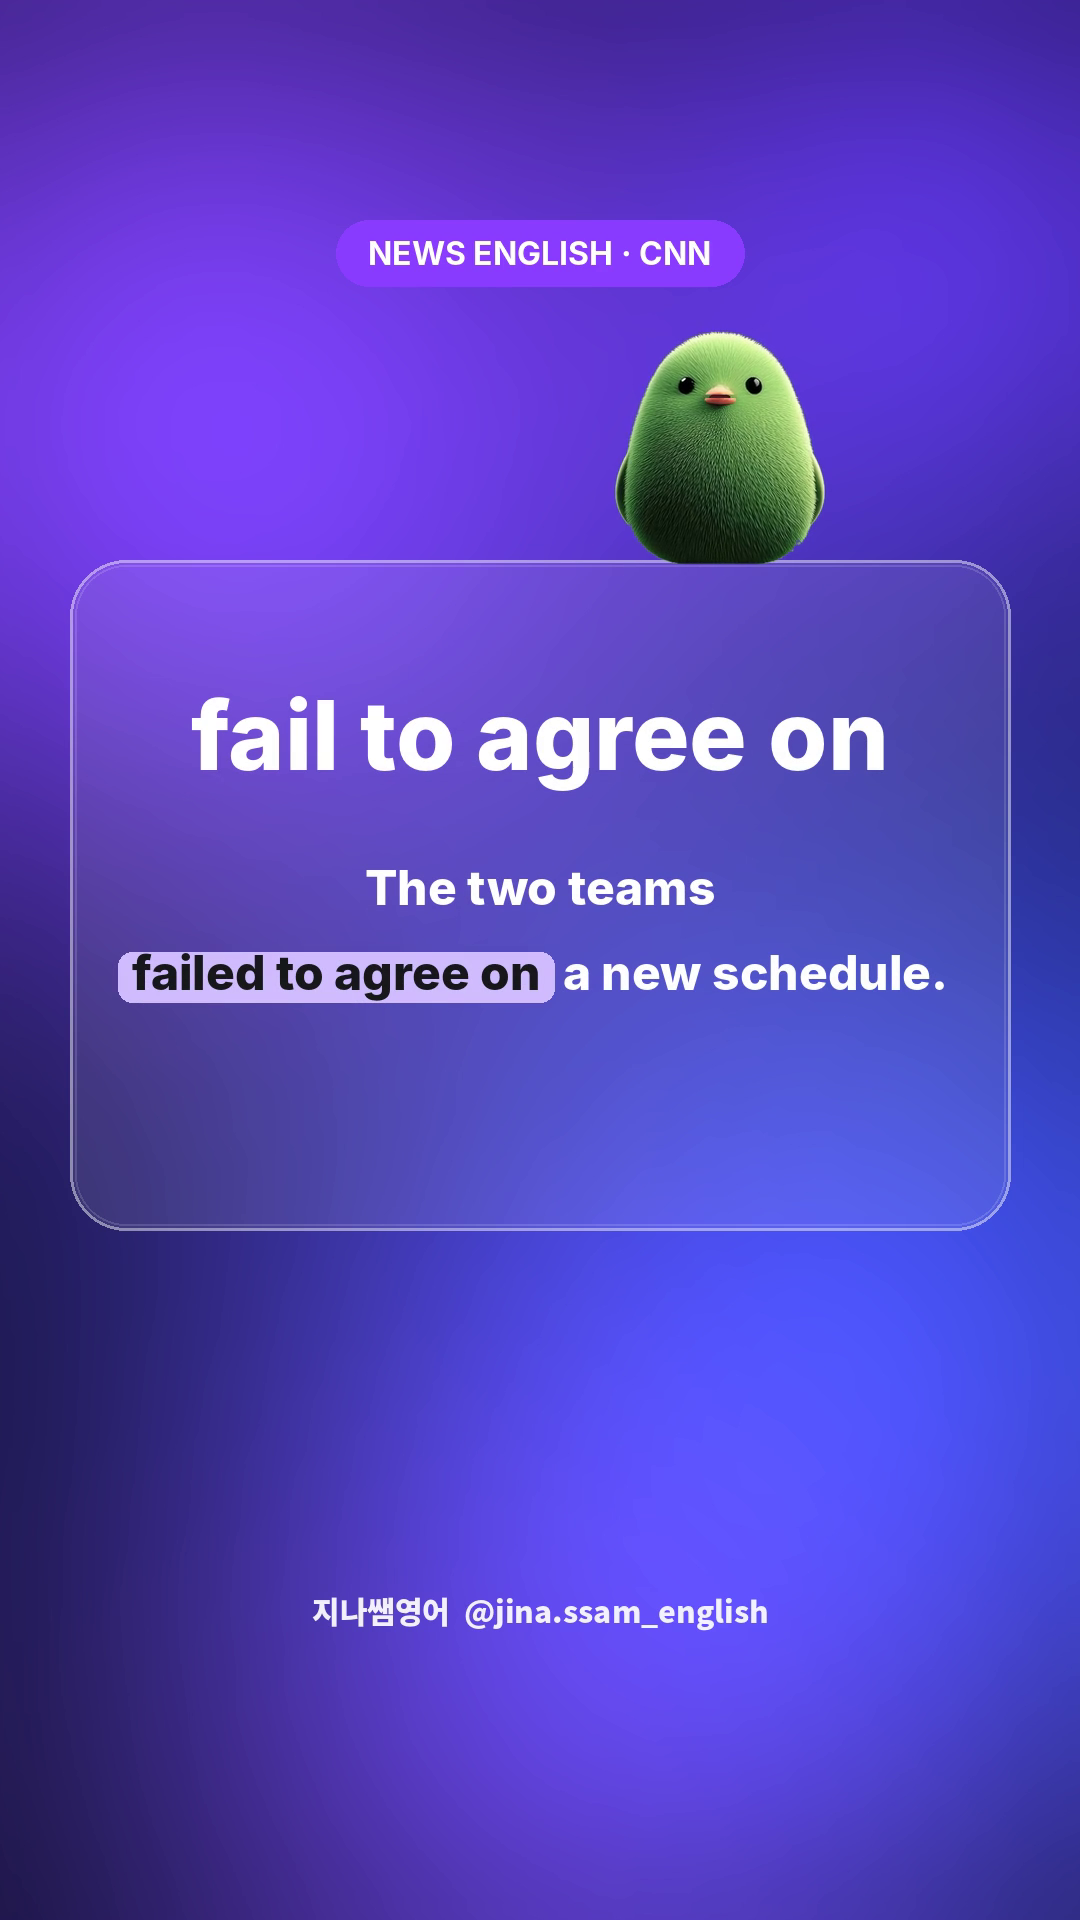 NEWS ENGLISH · CNN
fail to agree on
The two teams
failed to agree on a new schedule.
지나쌤영어 @jina.ssam_english